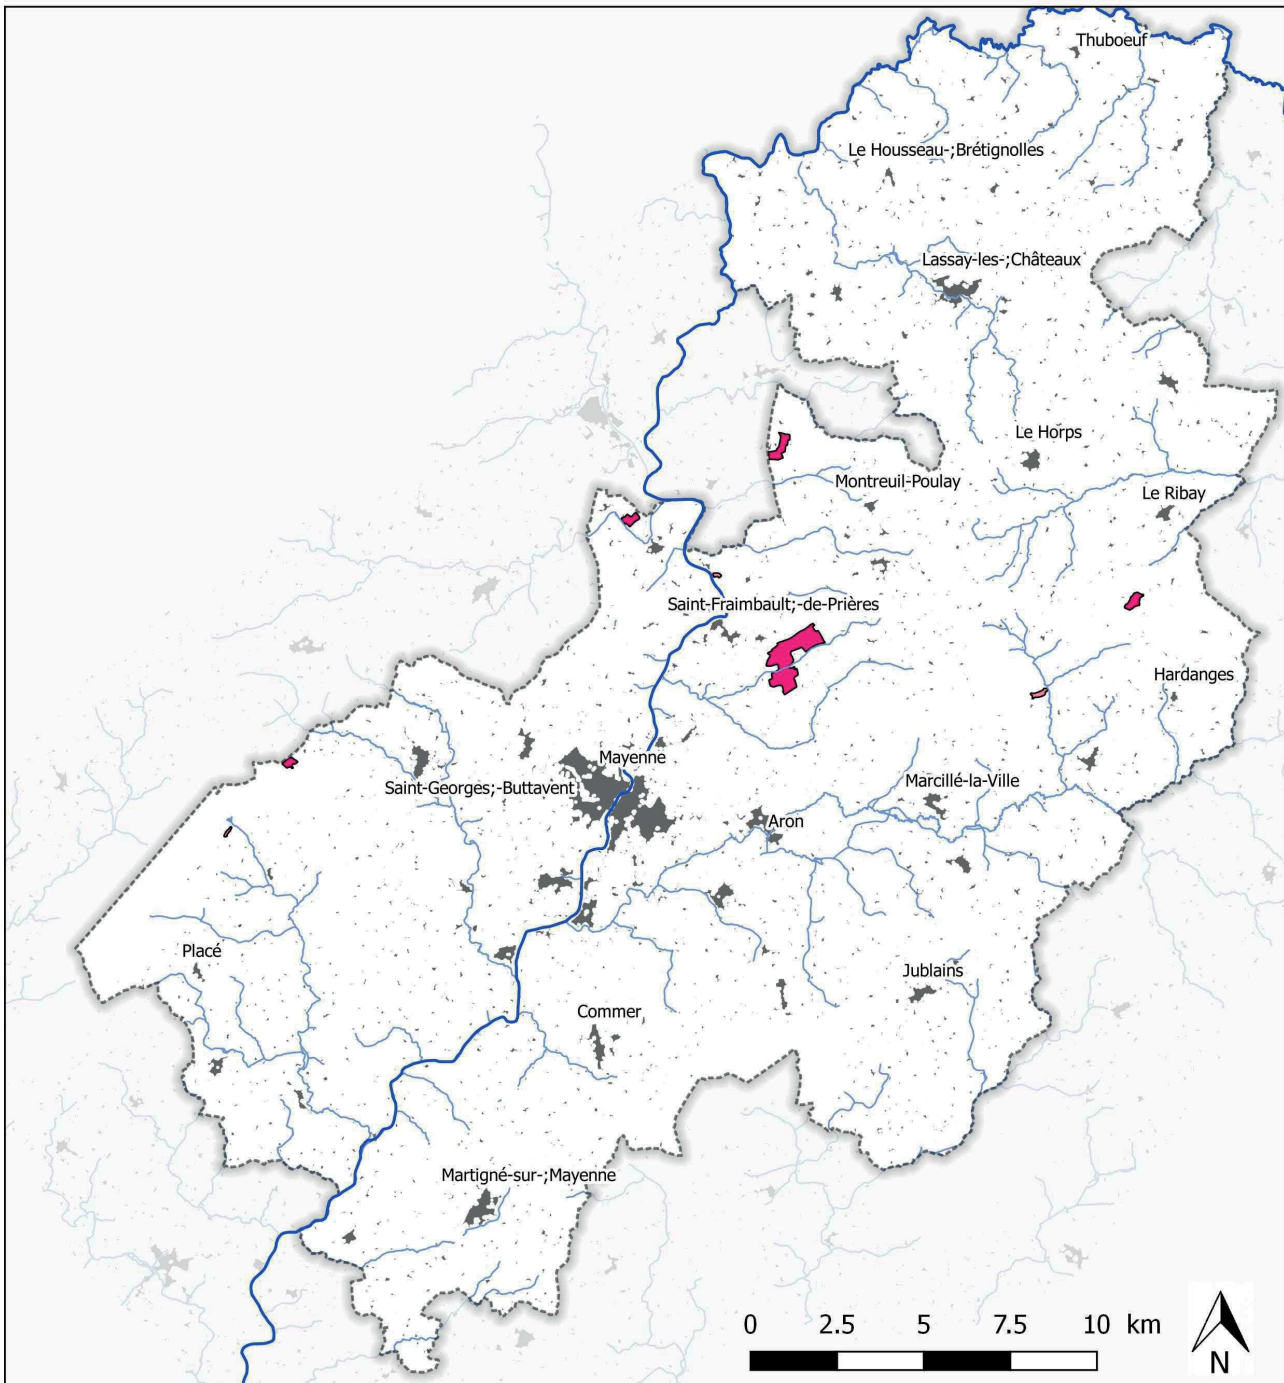 Thuboeuf
Le Housseau-;Brétignolles
Lassay-les-;Châteaux
Le Horps
Montreuil-Poulay
Le Ribay
Saint-Fraimbault;-de-Prières
Hardanges
Mayenne
Saint-Georges;-Buttavent
Marcillé-la-Ville
Aron
Placé
Jublains
Commer
Martigné-sur-;Mayenne
0 2.5 5 7.5 10 km
N